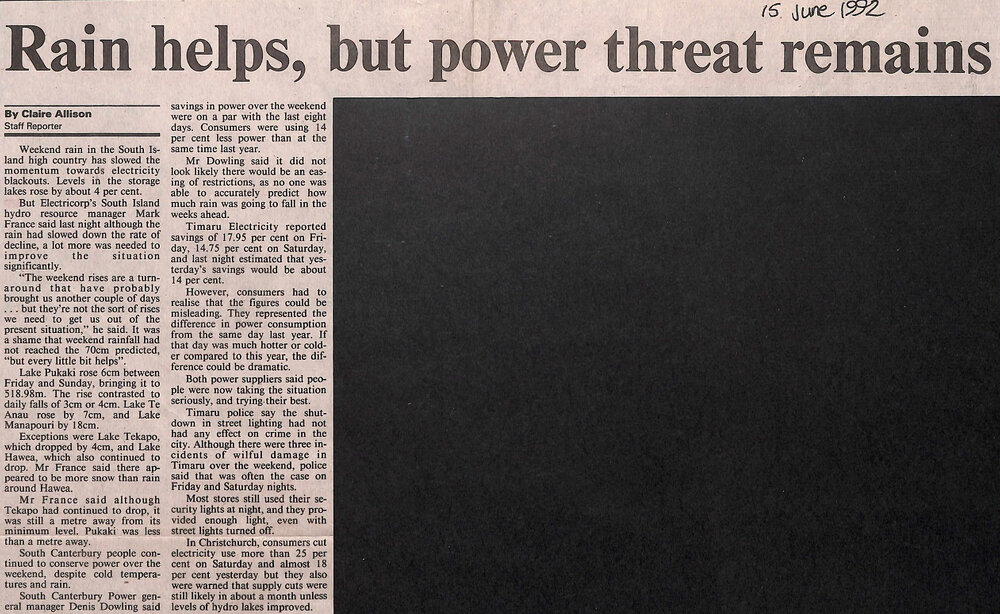 15 June 1992
Rain helps, but power threat remains
By Claire Allison
Staff Reporter
Weekend rain in the South Is-
land high country has slowed the
momentum towards electricity
blackouts. Levels in the storage
lakes rose by about 4 per cent.
But Electricorp's South Island
hydro resource manager Mark
France said last night although the
rain had slowed down the rate of
decline, a lot more was needed to
improve the situation
significantly.
"The weekend rises are a turn-
around that have probably
brought us another couple of days
. . . but they're not the sort of rises
we need to get us out of the
present situation," he said. It was
a shame that weekend rainfall had
not reached the 70cm predicted,
"but every little bit helps".
Lake Pukaki rose 6cm between
Friday and Sunday, bringing it to
518.98m. The rise contrasted to
daily falls of 3cm or 4cm. Lake Te
Anau rose by 7cm, and Lake
Manapouri by 18cm.
Exceptions were Lake Tekapo,
which dropped by 4cm, and Lake
Hawea, which also continued to
drop. Mr France said there ap-
peared to be more snow than rain
around Hawea.
Mr France said although
Tekapo had continued to drop, it
was still a metre away from its
minimum level. Pukaki was less
than a metre away.
South Canterbury people con-
tinued to conserve power over the
weekend, despite cold tempera-
tures and rain.
South Canterbury Power gen-
eral manager Denis Dowling said
savings in power over the weekend
were on a par with the last eight
days. Consumers were using 14
per cent less power than at the
same time last year.
Mr Dowling said it did not
look likely there would be an eas-
ing of restrictions, as no one was
able to accurately predict how
much rain was going to fall in the
weeks ahead.
Timaru Electricity reported
savings of 17.95 per cent on Fri-
day, 14.75 per cent on Saturday,
and last night estimated that yes-
terday's savings would be about
14 per cent.
However, consumers had to
realise that the figures could be
misleading. They represented the
difference in power consumption
from the same day last year. If
that day was much hotter or cold-
er compared to this year, the dif-
ference could be dramatic.
Both power suppliers said peo-
ple were now taking the situation
seriously, and trying their best.
Timaru police say the shut-
down in street lighting had not
had any effect on crime in the
city. Although there were three in-
cidents of wilful damage in
Timaru over the weekend, police
said that was often the case on
Friday and Saturday nights.
Most stores still used their se-
curity lights at night, and they pro-
vided enough light, even with
street lights turned off.
In Christchurch, consumers cut
electricity use more than 25 per
cent on Saturday and almost 18
per cent yesterday but they also
were warned that supply cuts were
still likely in about a month unless
levels of hydro lakes improved.